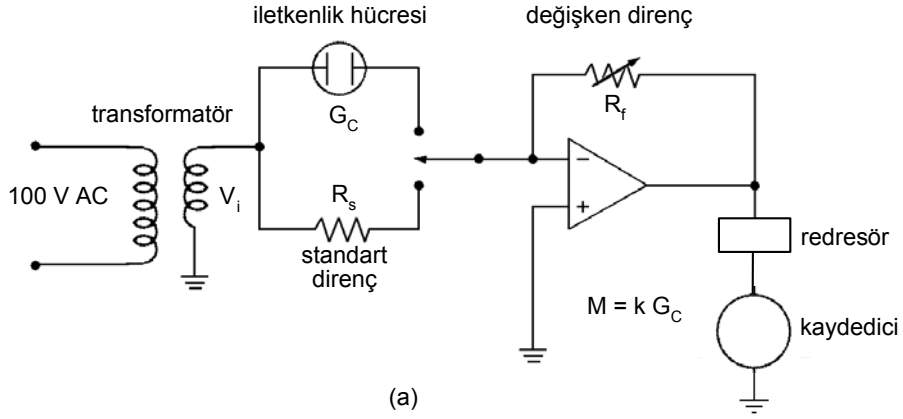 iletkenlik hücresi
değişken direnç
G_C
R_f
transformatör
100 V AC
V_i
R_s
standart
direnç
−
+
redresör
M = k G_C
kaydedici
(a)